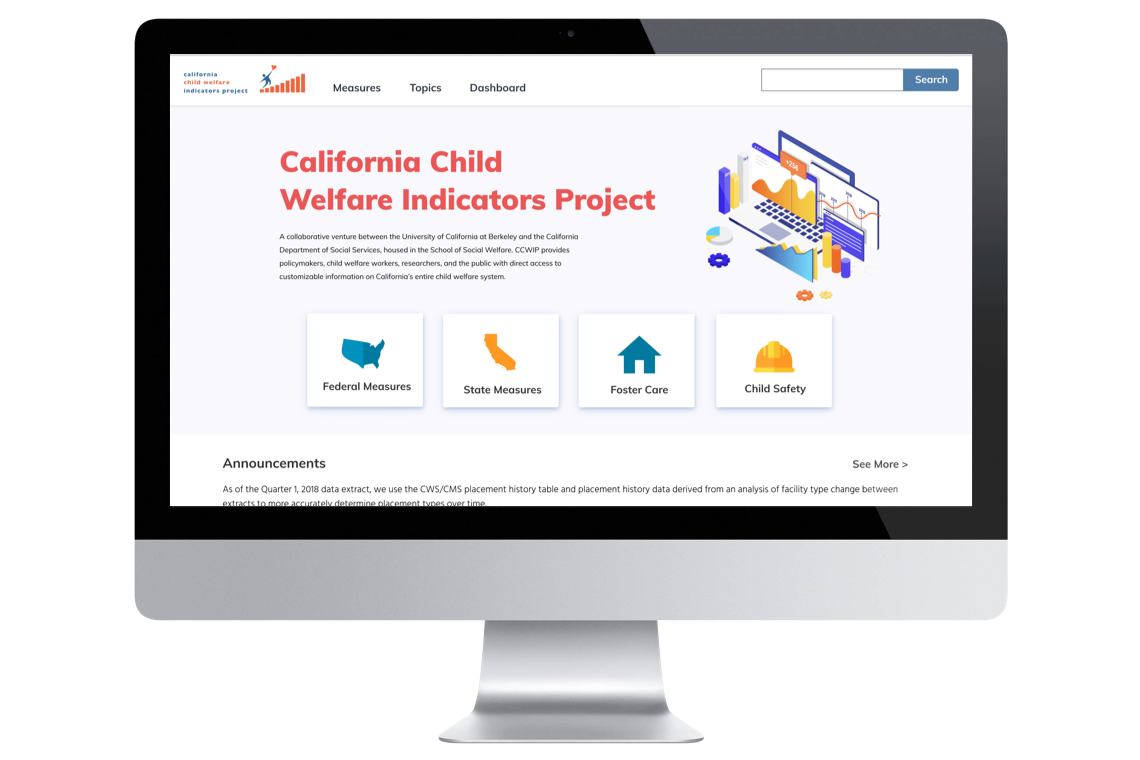 california
child welfare
indicators project
Measures
Topics
Dashboard
Search
California Child
Welfare Indicators Project
A collaborative venture between the University of California at Berkeley and the California
Department of Social Services, housed in the School of Social Welfare. CCWIP provides
policymakers, child welfare workers, researchers, and the public with direct access to
customizable information on California's entire child welfare system.
Federal Measures
State Measures
Foster Care
Child Safety
Announcements
See More >
As of the Quarter 1, 2018 data extract, we use the CWS/CMS placement history table and placement history data derived from an analysis of facility type change between
extracts to more accurately determine placement types over time.